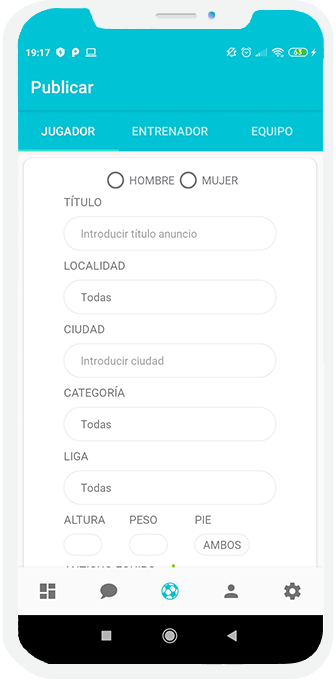 19:17
Publicar
JUGADOR ENTRENADOR EQUIPO
HOMBRE MUJER
TÍTULO
Introducir título anuncio
LOCALIDAD
Todas
CIUDAD
Introducir ciudad
CATEGORÍA
Todas
LIGA
Todas
ALTURA PESO PIE
AMBOS